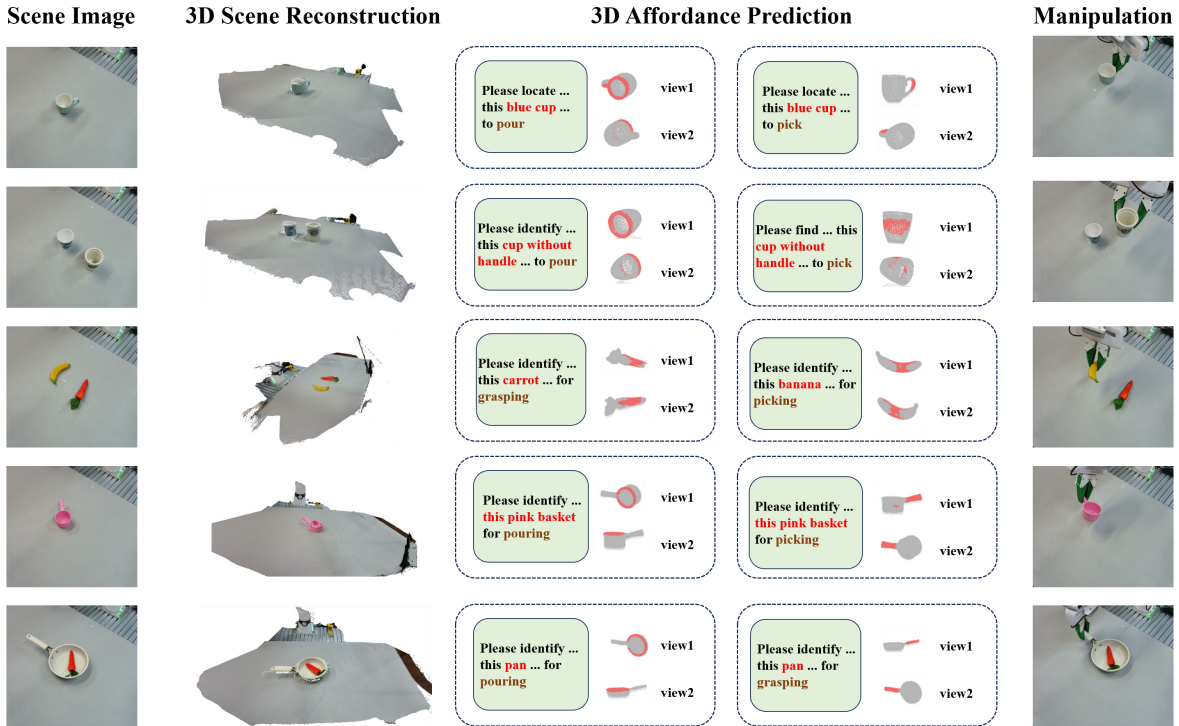 Scene Image
3D Scene Reconstruction
3D Affordance Prediction
Manipulation
Please locate ...
this blue cup ...
to pour
view1
view2
Please locate ...
this blue cup ...
to pick
view1
view2
Please identify ...
this cup without
handle ... to pour
view1
view2
Please find ... this
cup without
handle ... to pick
view1
view2
Please identify ...
this carrot ... for
grasping
view1
view2
Please identify ...
this banana ... for
picking
view1
view2
Please identify ...
this pink basket
for pouring
view1
view2
Please identify ...
this pink basket
for picking
view1
view2
Please identify ...
this pan ... for
pouring
view1
view2
Please identify ...
this pan ... for
grasping
view1
view2